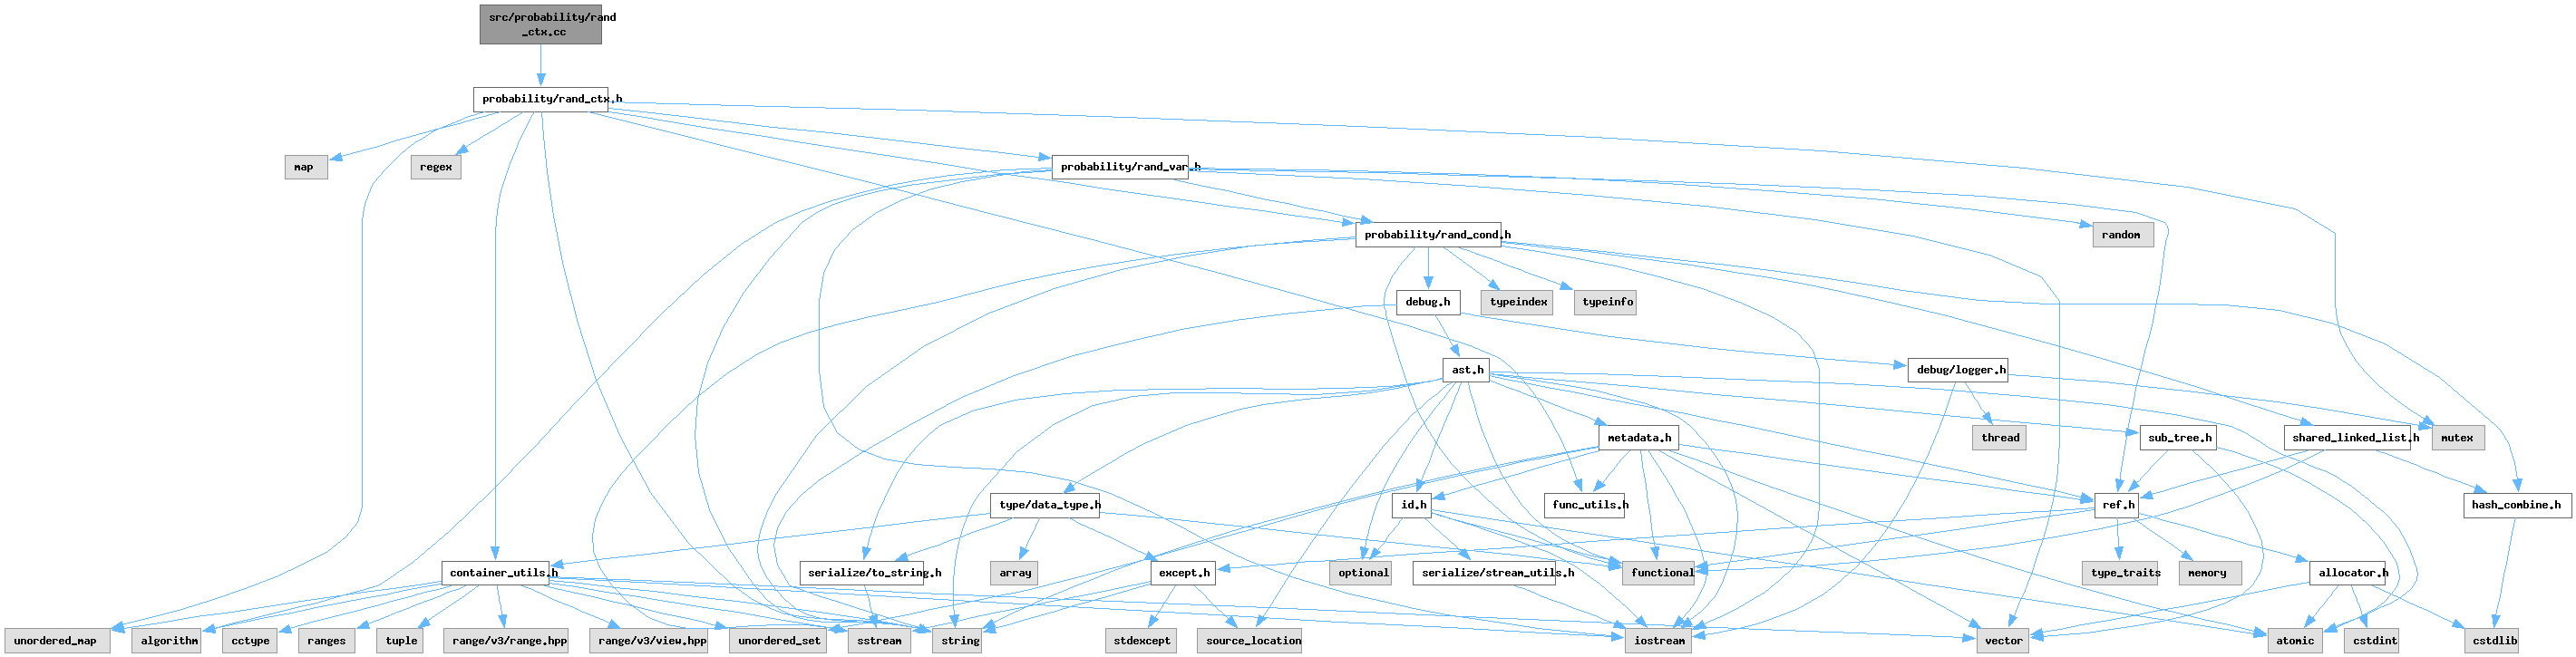 src/probability/rand
_ctx.cc
probability/rand_ctx.h
map
regex
probability/rand_var.h
probability/rand_cond.h
random
debug.h
typeindex
typeinfo
ast.h
debug/logger.h
metadata.h
thread
sub_tree.h
shared_linked_list.h
mutex
type/data_type.h
id.h
func_utils.h
ref.h
hash_combine.h
container_utils.h
serialize/to_string.h
array
except.h
optional
serialize/stream_utils.h
functional
type_traits
memory
allocator.h
unordered_map
algorithm
cctype
ranges
tuple
range/v3/range.hpp
range/v3/view.hpp
unordered_set
sstream
string
stdexcept
source_location
iostream
vector
atomic
cstdint
cstdlib